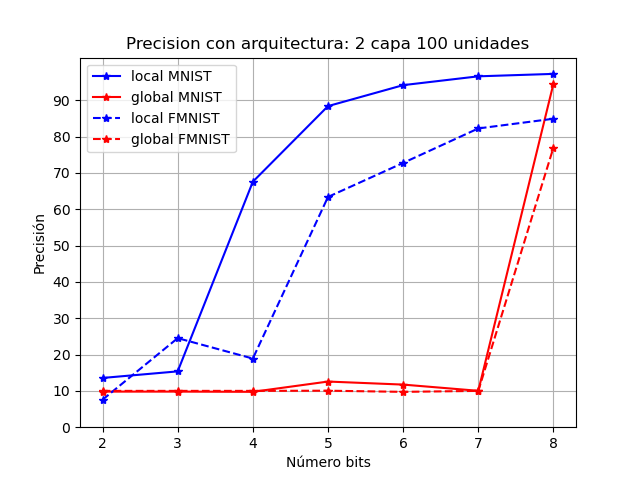 Precision con arquitectura: 2 capa 100 unidades
local MNIST
global MNIST
local FMNIST
global FMNIST
90
80
70
60
50
40
30
20
10
0
Precisión
2 3 4 5 6 7 8
Número bits